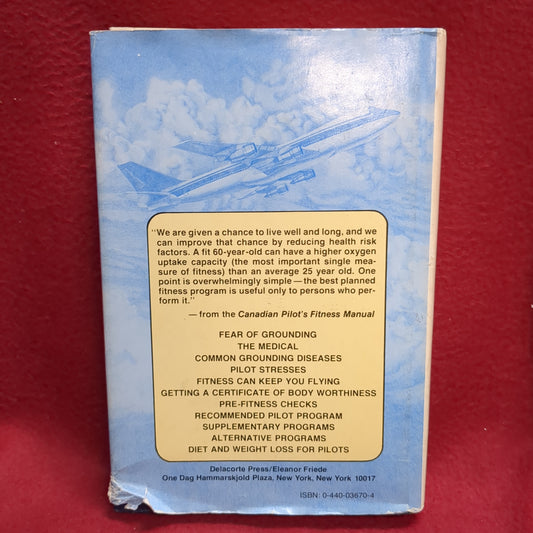 "We are given a chance to live well and long, and we
can improve that chance by reducing health risk
factors. A fit 60-year-old can have a higher oxygen
uptake capacity (the most important single mea-
sure of fitness) than an average 25 year old. One
point is overwhelmingly simple — the best planned
fitness program is useful only to persons who per-
form it."
— from the Canadian Pilot's Fitness Manual
FEAR OF GROUNDING
THE MEDICAL
COMMON GROUNDING DISEASES
PILOT STRESSES
FITNESS CAN KEEP YOU FLYING
GETTING A CERTIFICATE OF BODY WORTHINESS
PRE-FITNESS CHECKS
RECOMMENDED PILOT PROGRAM
SUPPLEMENTARY PROGRAMS
ALTERNATIVE PROGRAMS
DIET AND WEIGHT LOSS FOR PILOTS
Delacorte Press/Eleanor Friede
One Dag Hammarskjold Plaza, New York, New York 10017
ISBN: 0-440-03670-4